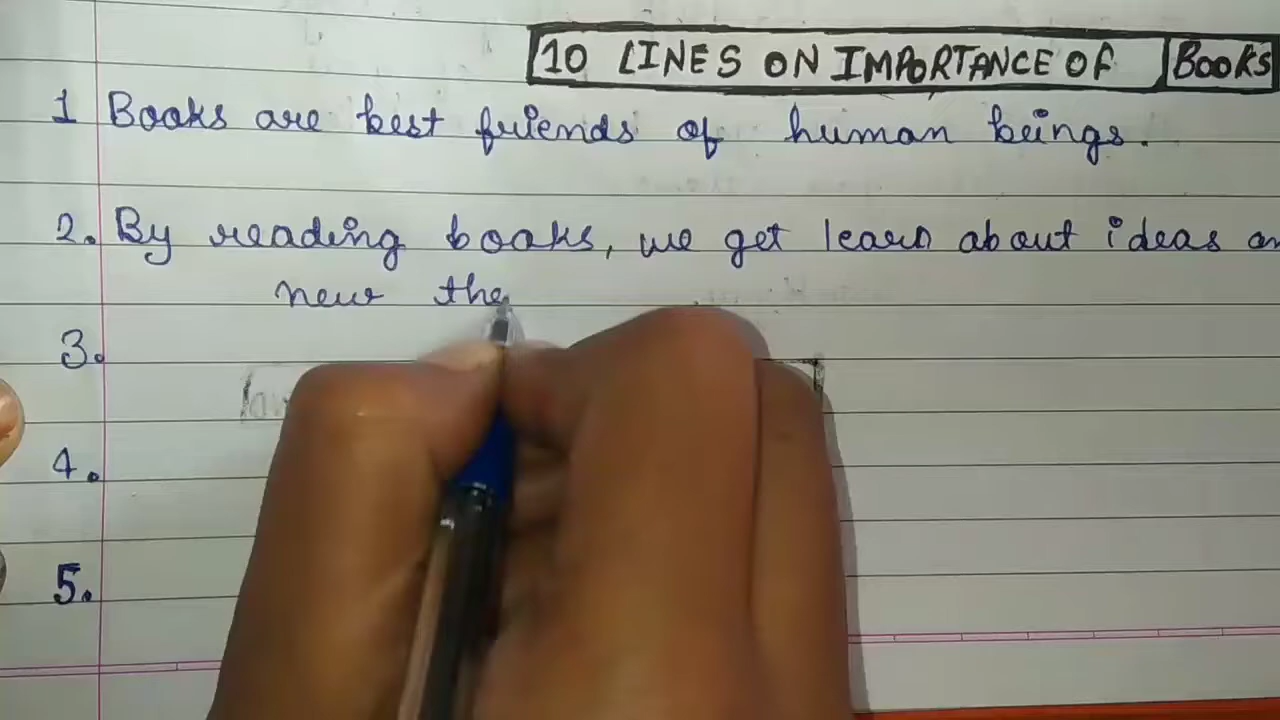 10 LINES ON IMPORTANCE OF BOOKS
1 Books are best friends of human beings.
2. By reading books, we get learn about ideas an
new the
3.
4.
5.